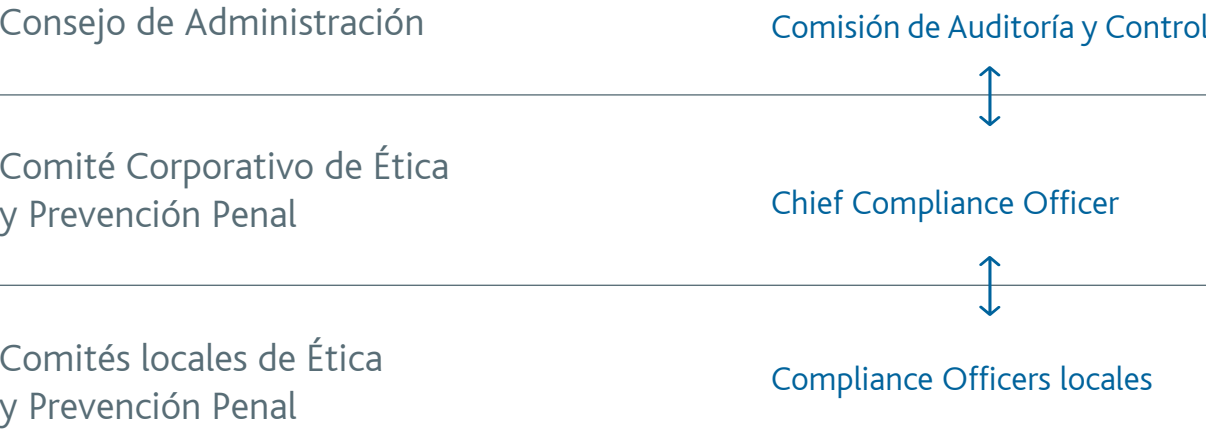 Consejo de Administración
Comisión de Auditoría y Control
Comité Corporativo de Ética
y Prevención Penal
Chief Compliance Officer
Comités locales de Ética
y Prevención Penal
Compliance Officers locales